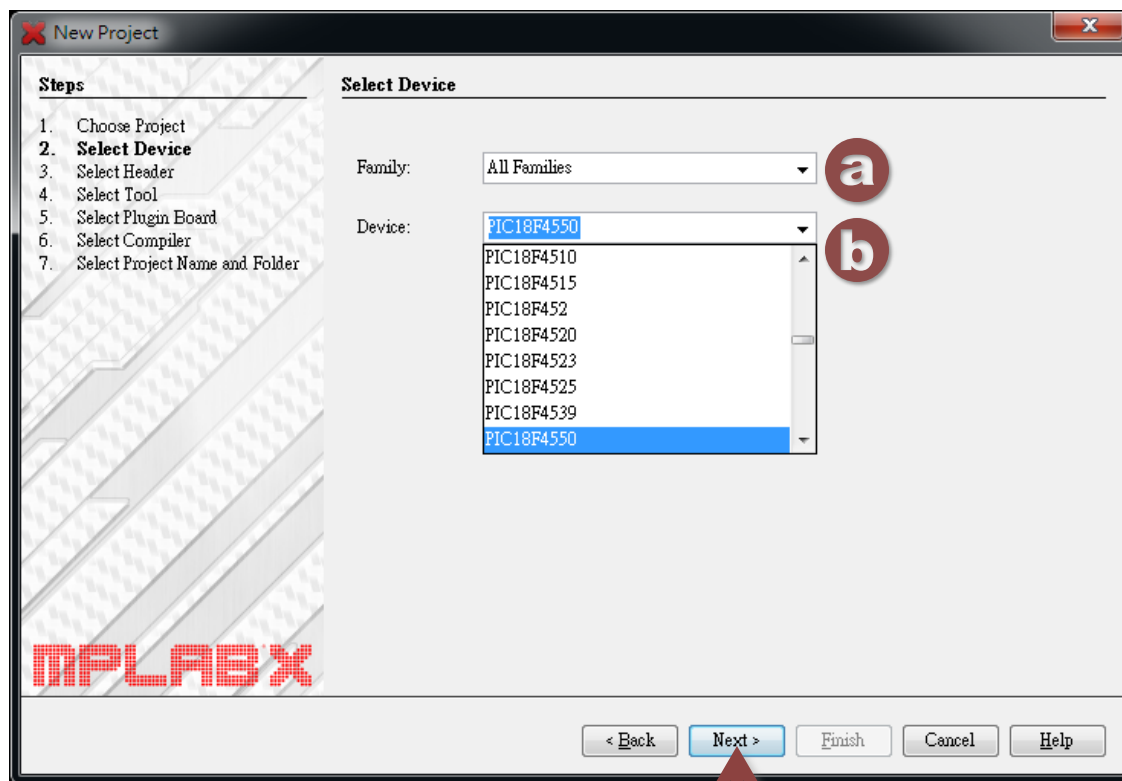 New Project
Steps
1. Choose Project
2. Select Device
3. Select Header
4. Select Tool
5. Select Plugin Board
6. Select Compiler
7. Select Project Name and Folder
MPLAB X
Select Device
Family: All Families
a
Device: PIC18F4550
b
PIC18F4510
PIC18F4515
PIC18F452
PIC18F4520
PIC18F4523
PIC18F4525
PIC18F4539
PIC18F4550
< Back Next > Finish Cancel Help